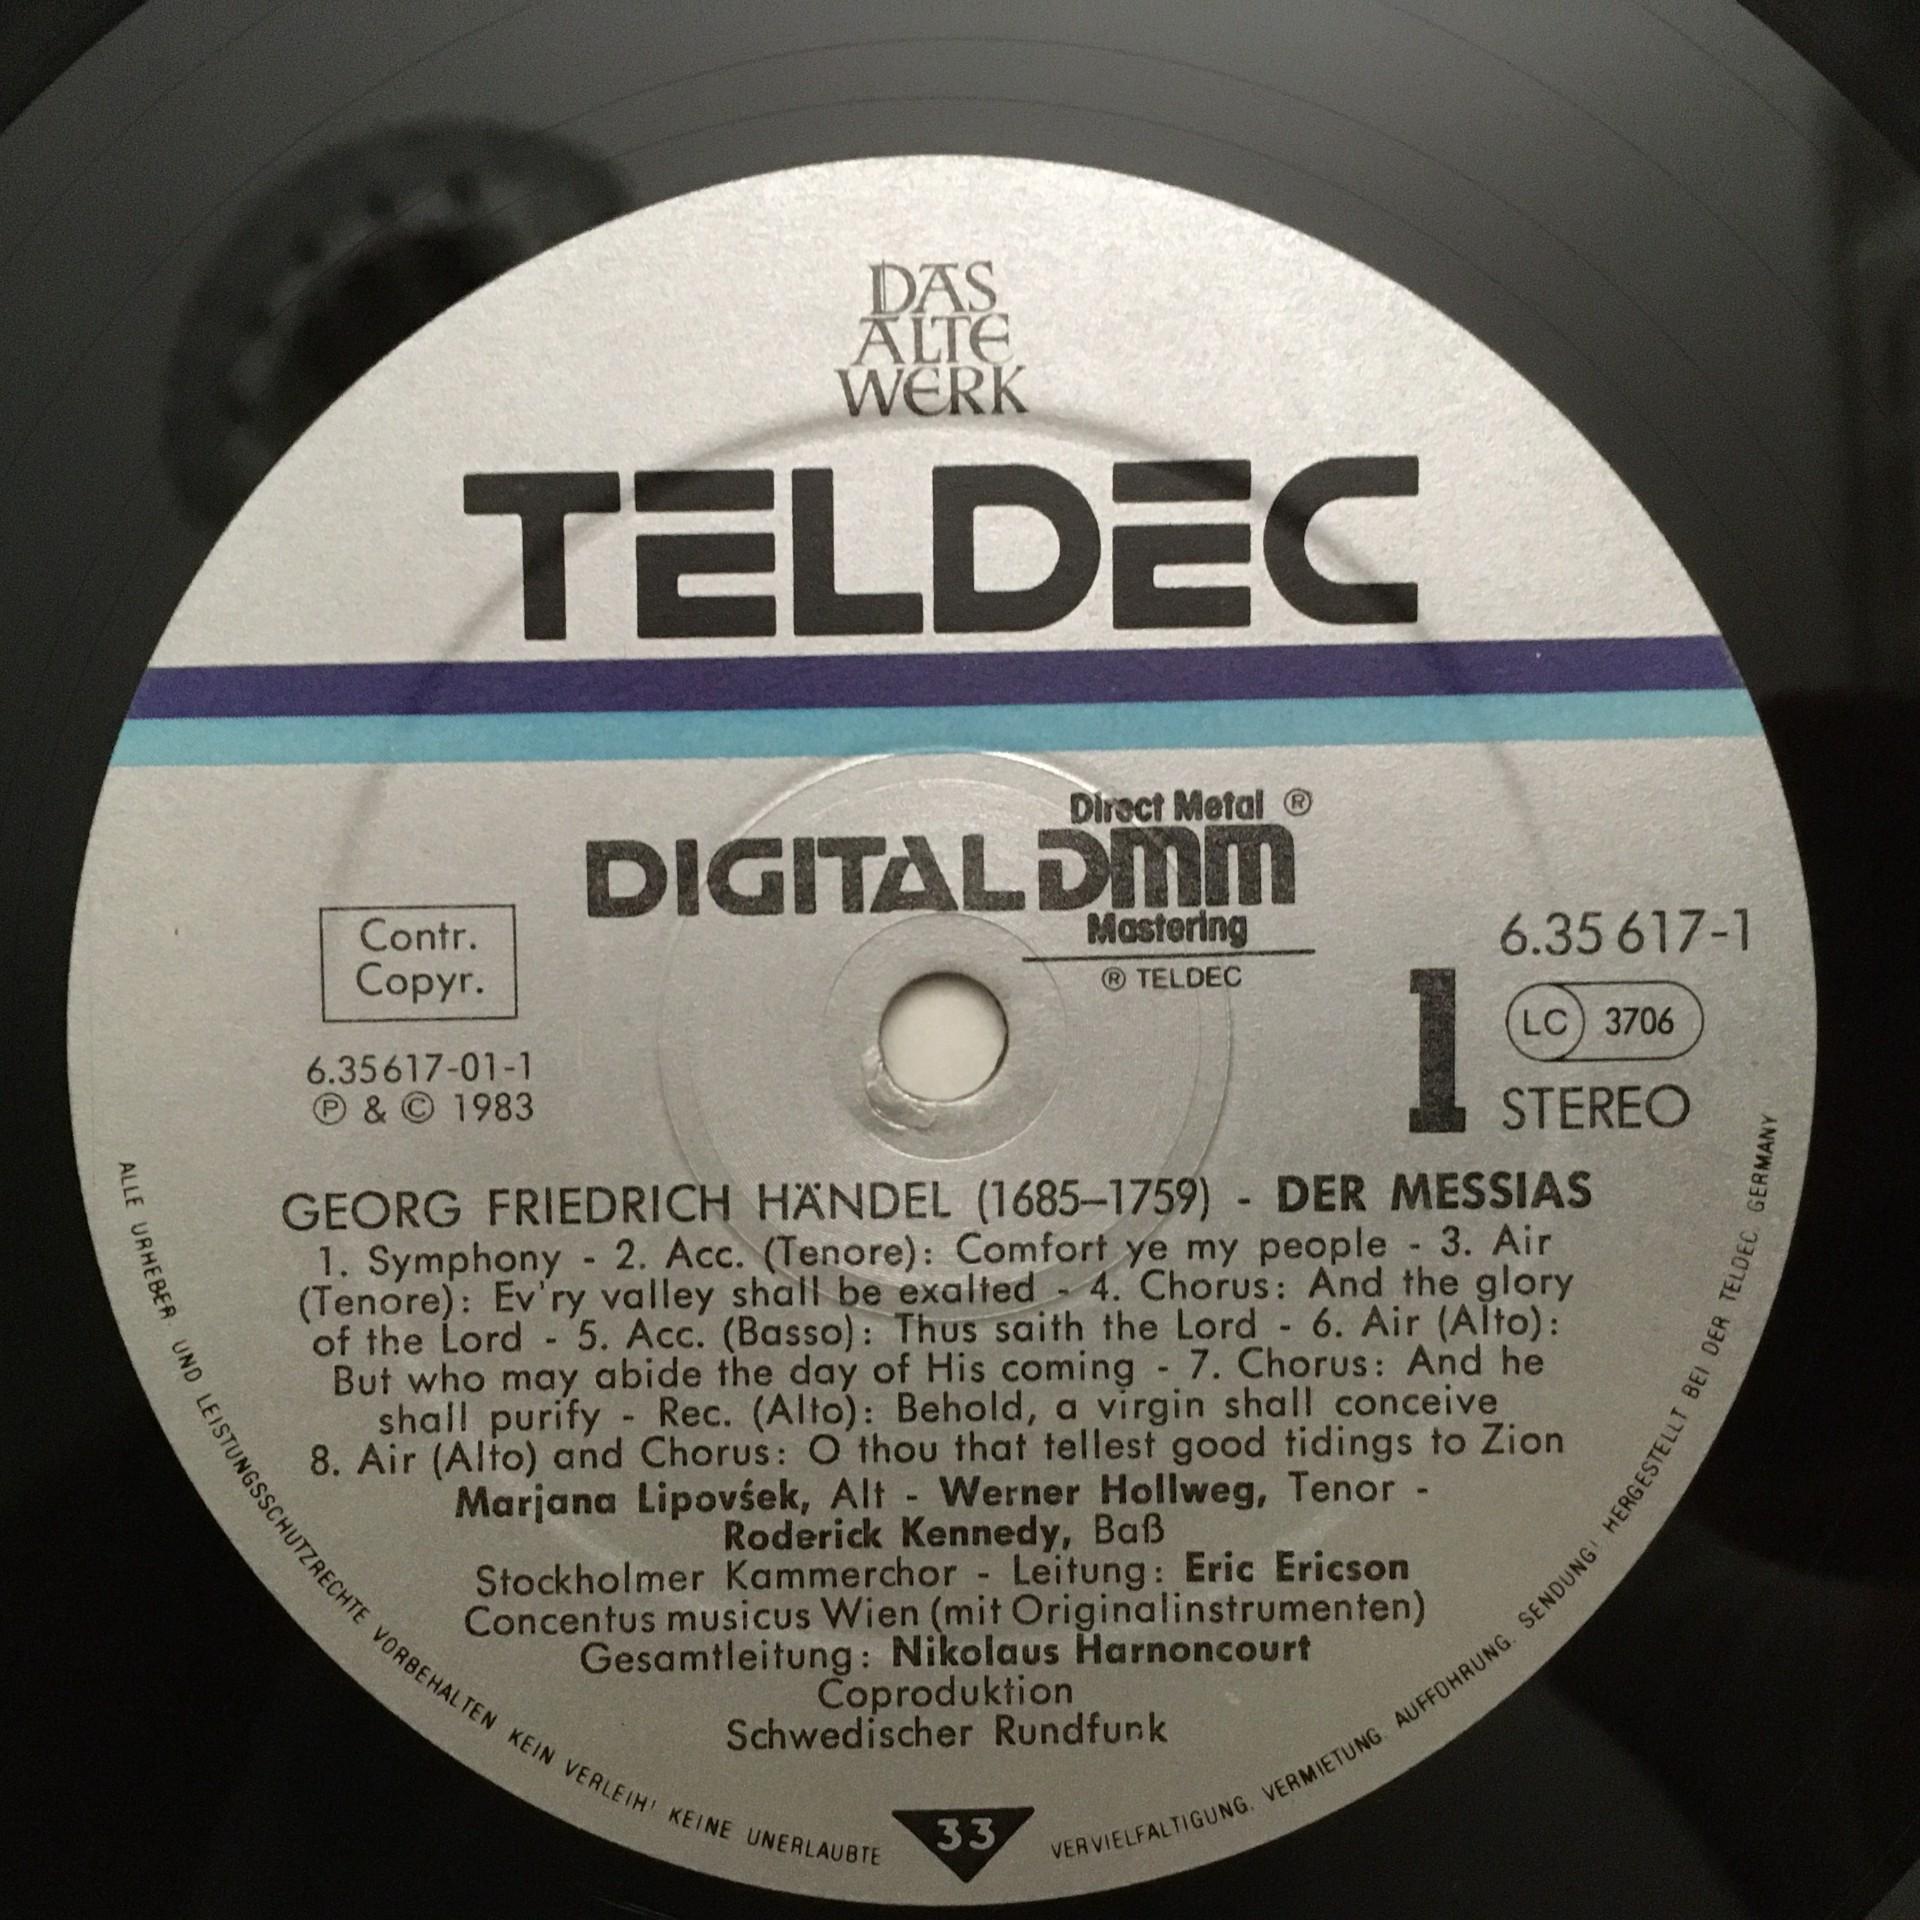 DAS
ALTE
WERK
TELDEC
Direct Metal ®
DIGITAL DMM
Mastering
® TELDEC
Contr.
Copyr.
6.35617-01-1
℗ & © 1983
6.35 617-1
1
LC 3706
STEREO
GEORG FRIEDRICH HÄNDEL (1685–1759) - DER MESSIAS
1. Symphony - 2. Acc. (Tenore): Comfort ye my people - 3. Air
(Tenore): Ev'ry valley shall be exalted - 4. Chorus: And the glory
of the Lord - 5. Acc. (Basso): Thus saith the Lord - 6. Air (Alto):
But who may abide the day of His coming - 7. Chorus: And he
shall purify - Rec. (Alto): Behold, a virgin shall conceive
8. Air (Alto) and Chorus: O thou that tellest good tidings to Zion
Marjana Lipovśek, Alt - Werner Hollweg, Tenor -
Roderick Kennedy, Baß
Stockholmer Kammerchor - Leitung: Eric Ericson
Concentus musicus Wien (mit Originalinstrumenten)
Gesamtleitung: Nikolaus Harnoncourt
Coproduktion
Schwedischer Rundfunk
33
ALLE URHEBER UND LEISTUNGSSCHUTZRECHTE VORBEHALTEN KEIN VERLEIH! KEINE UNERLAUBTE VERVIELFALTIGUNG. VERMIETUNG. AUFFOHRUNG. SENDUNG! HERGESTELLT BEI DER TELDEC. GERMANY